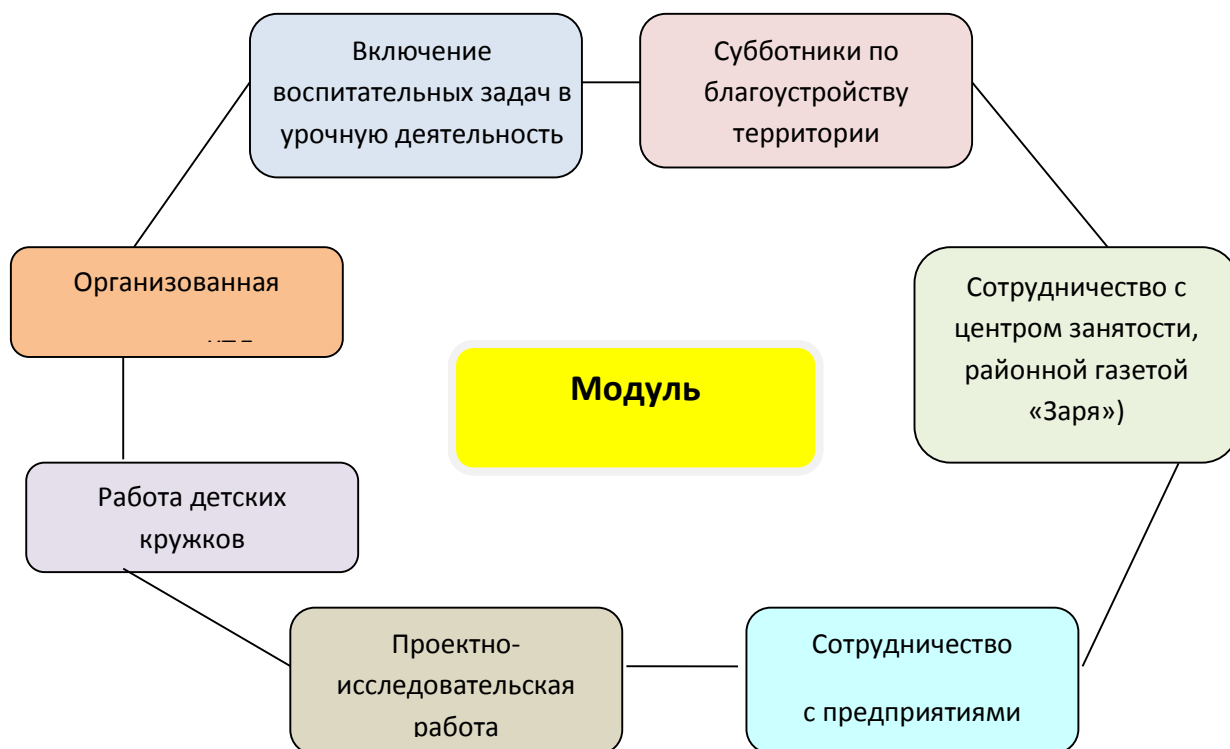 Включение
воспитательных задач в
урочную деятельность
Субботники по
благоустройству
территории
Организованная
Сотрудничество с
центром занятости,
районной газетой
«Заря»)
Модуль
Работа детских
кружков
Проектно-
исследовательская
работа
Сотрудничество
с предприятиями